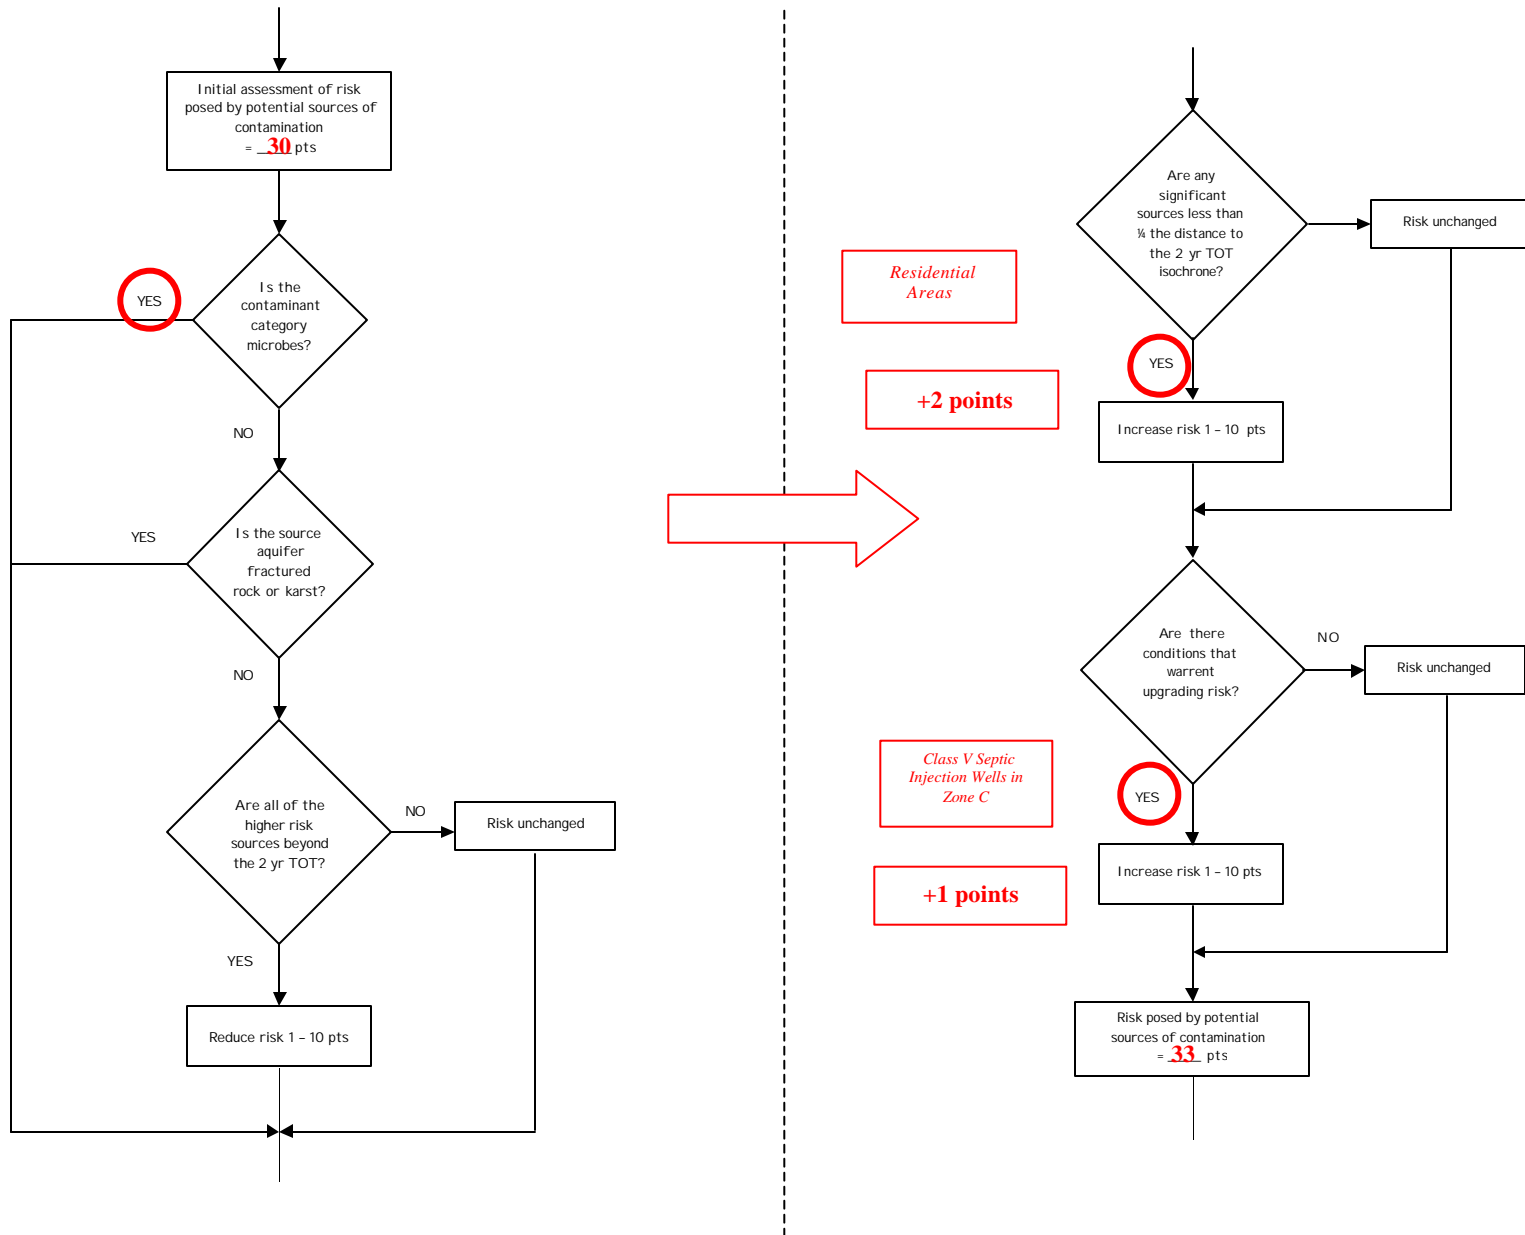 Initial assessment of risk
posed by potential sources of
contamination
= 30 pts
YES
Is the
contaminant
category
microbes?
NO
YES
Is the source
aquifer
fractured
rock or karst?
NO
Are all of the
higher risk
sources beyond
the 2 yr TOT?
NO
Risk unchanged
YES
Reduce risk 1 – 10 pts
Are any
significant
sources less than
¼ the distance to
the 2 yr TOT
isochrone?
Risk unchanged
Residential
Areas
YES
+2 points
Increase risk 1 – 10 pts
Are there
conditions that
warrent
upgrading risk?
NO
Risk unchanged
Class V Septic
Injection Wells in
Zone C
YES
+1 points
Increase risk 1 – 10 pts
Risk posed by potential
sources of contamination
= 33 pts